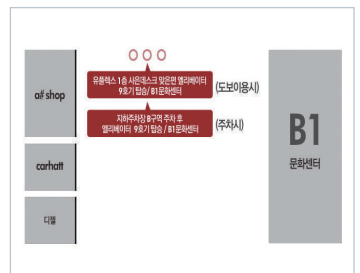 a# shop
carhatt
디젤
유플렉스 1층 사은데스크 맞은편 엘리베이터
9호기 탑승 / B1문화센터
(도보이용시)
지하주차장 B구역 주차 후
엘리베이터 9호기 탑승 / B1문화센터
(주차시)
B1
문화센터